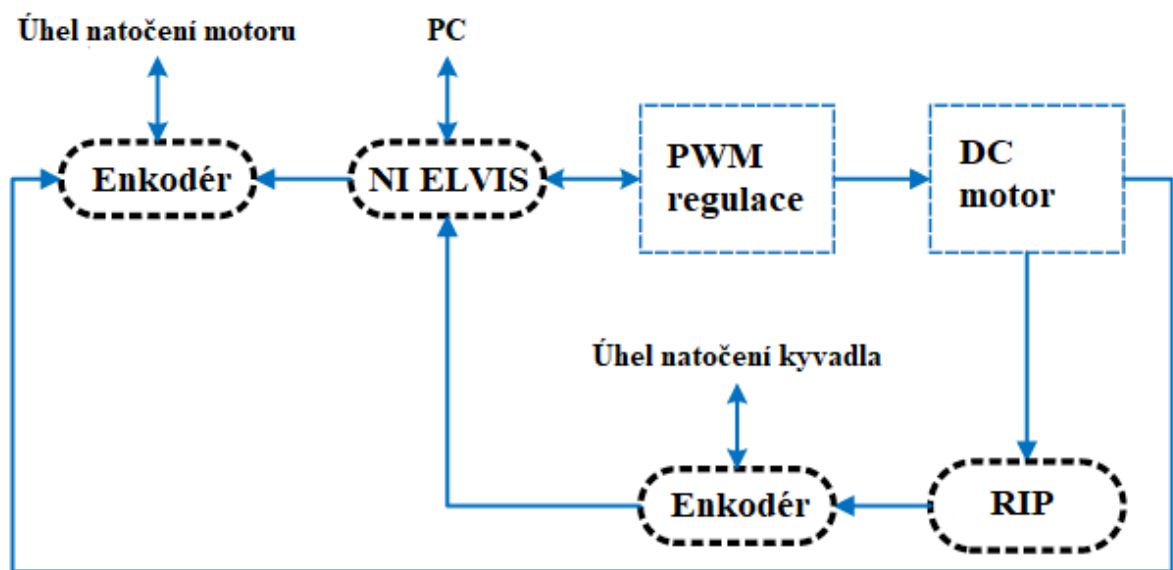 Úhel natočení motoru
PC
Enkodér
NI ELVIS
PWM
regulace
DC
motor
Úhel natočení kyvadla
Enkodér
RIP